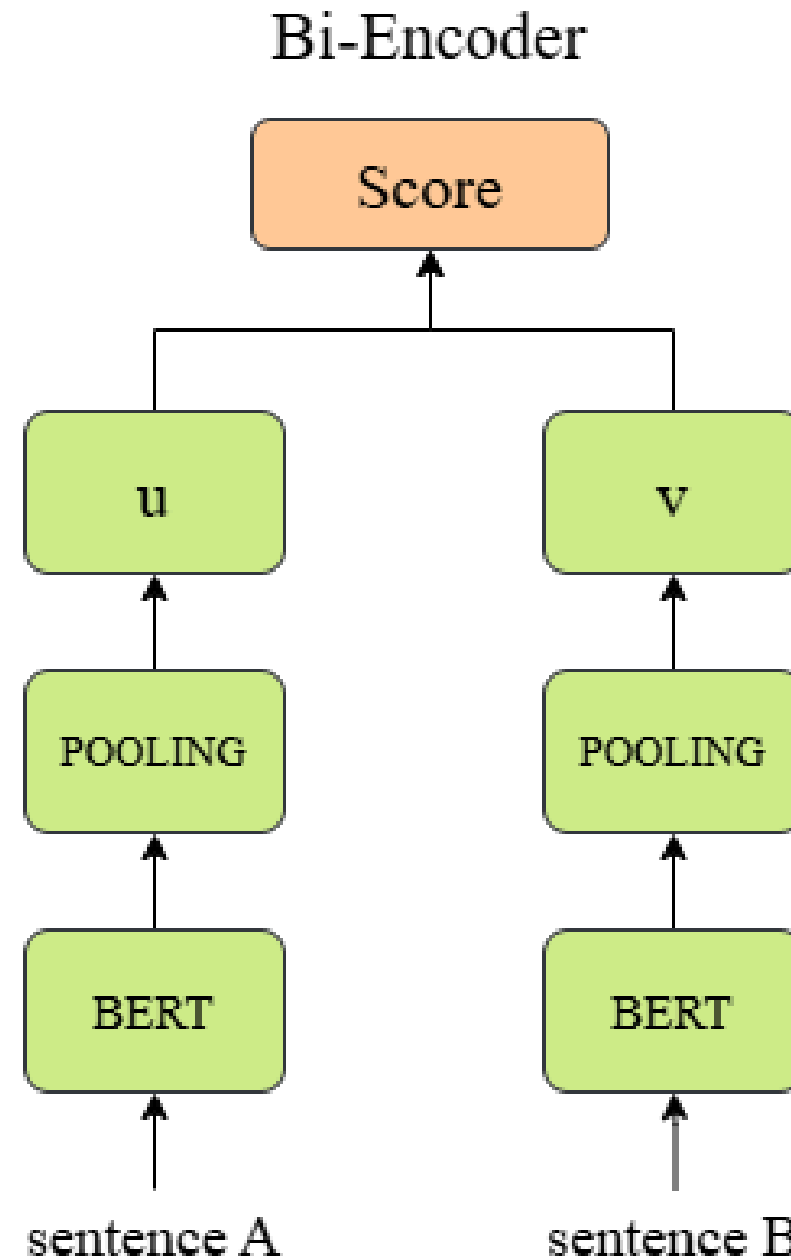 Bi-Encoder
Score
u v
POOLING POOLING
BERT BERT
sentence A sentence B